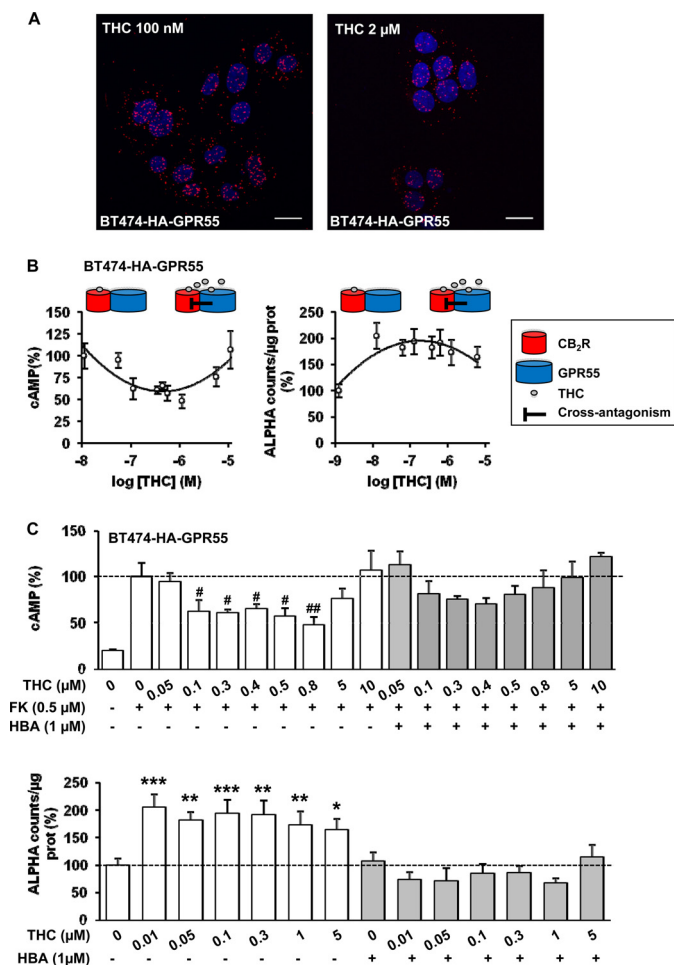 A
THC 100 nM
THC 2 µM
BT474-HA-GPR55
BT474-HA-GPR55
B
BT474-HA-GPR55
cAMP(%)
150
125
100
75
50
25
0
-8
-7
-6
-5
log [THC] (M)
ALPHA counts/µg prot
(%)
250
200
150
100
50
0
-9
-8
-7
-6
-5
log [THC] (M)
CB2R
GPR55
THC
Cross-antagonism
C
BT474-HA-GPR55
cAMP (%)
150
100
50
0
# # # # # ##
THC (µM) 0 0 0.05 0.1 0.3 0.4 0.5 0.8 5 10 0.05 0.1 0.3 0.4 0.5 0.8 5 10
FK (0.5 µM) - + + + + + + + + + + + + + + + + +
HBA (1 µM) - - - - - - - - - - + + + + + + + +
ALPHA counts/µg
prot (%)
250
200
150
100
50
0
*** ** *** ** ** *
THC (µM) 0 0.01 0.05 0.1 0.3 1 5 0 0.01 0.05 0.1 0.3 1 5
HBA (1µM) - - - - - - - + + + + + + +